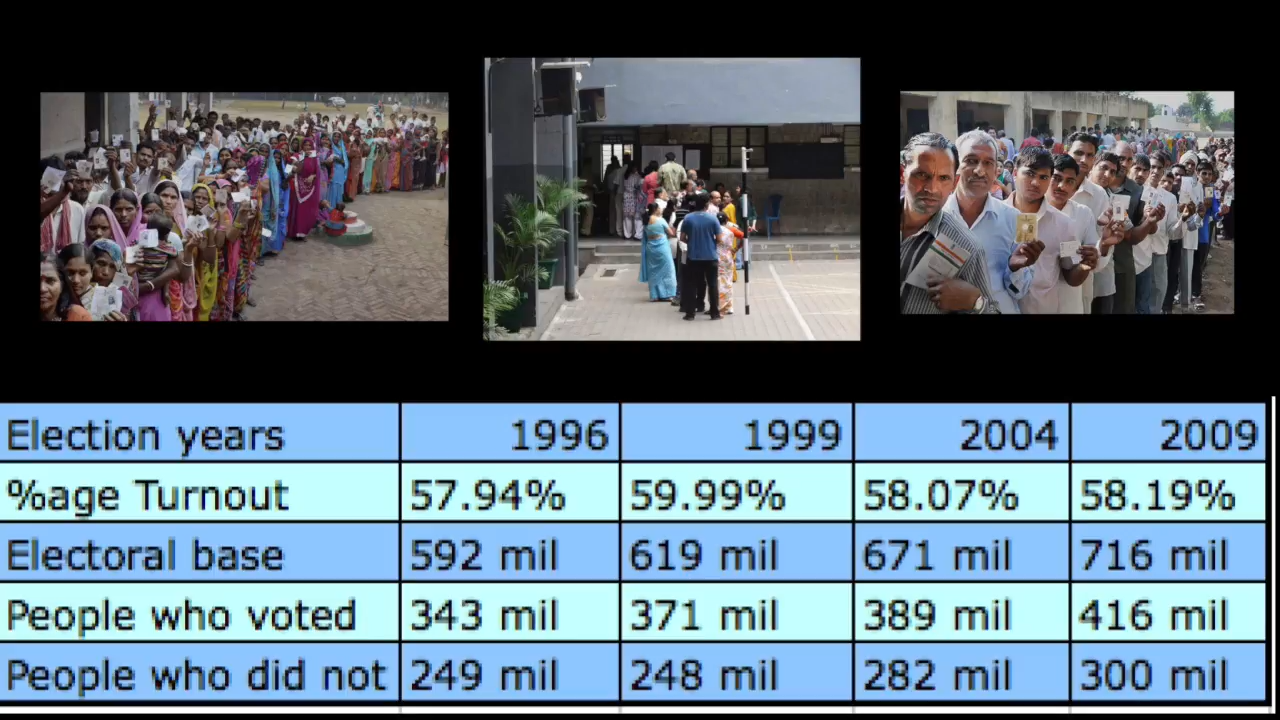 Election years 1996 1999 2004 2009
%age Turnout 57.94% 59.99% 58.07% 58.19%
Electoral base 592 mil 619 mil 671 mil 716 mil
People who voted 343 mil 371 mil 389 mil 416 mil
People who did not 249 mil 248 mil 282 mil 300 mil